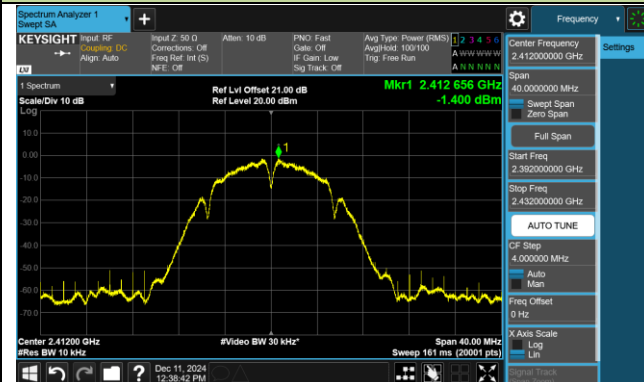 Spectrum Analyzer 1
Swept SA
Frequency
KEYSIGHT
Input: RF
Coupling: DC
Align: Auto
Input Z: 50 Ω
Corrections: Off
Freq Ref: Int (S)
NFE: Off
Atten: 10 dB
PNO: Fast
Gate: Off
IF Gain: Low
Sig Track: Off
Avg Type: Power (RMS)
Avg|Hold: 100/100
Trig: Free Run
1 2 3 4 5 6
A W W W W W
A N N N N N
LXI
1 Spectrum
Scale/Div 10 dB
Log
Ref Lvl Offset 21.00 dB
Ref Level 20.00 dBm
Mkr1 2.412 656 GHz
-1.400 dBm
1
10.0
0.00
-10.0
-20.0
-30.0
-40.0
-50.0
-60.0
-70.0
Center 2.41200 GHz
#Res BW 10 kHz
#Video BW 30 kHz*
Span 40.00 MHz
Sweep 161 ms (20001 pts)
Dec 11, 2024
12:38:42 PM
Center Frequency
2.412000000 GHz
Settings
Span
40.0000000 MHz
Swept Span
Zero Span
Full Span
Start Freq
2.392000000 GHz
Stop Freq
2.432000000 GHz
AUTO TUNE
CF Step
4.000000 MHz
Auto
Man
Freq Offset
0 Hz
X Axis Scale
Log
Lin
Signal Track